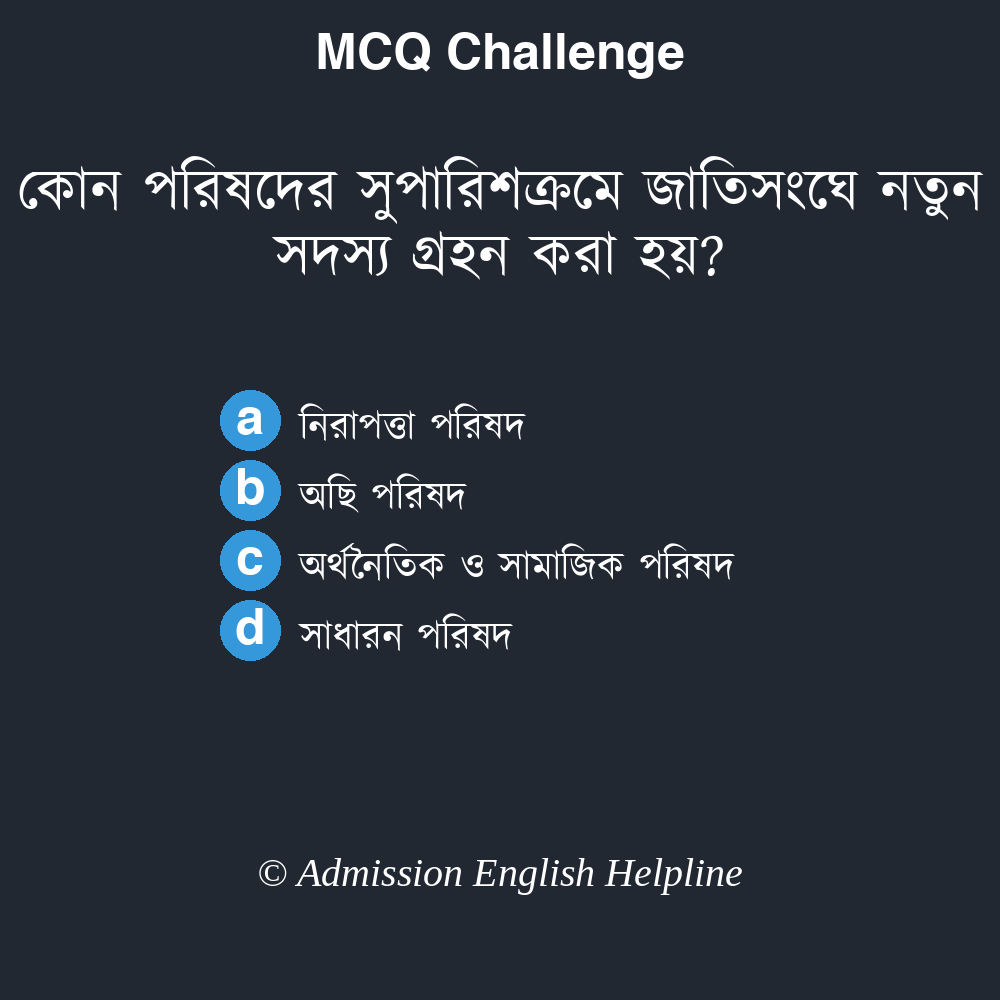 MCQ Challenge
কোন পরিষদের সুপারিশক্রমে জাতিসংঘে নতুন
সদস্য গ্রহন করা হয়?
a নিরাপত্তা পরিষদ
b অছি পরিষদ
c অর্থনৈতিক ও সামাজিক পরিষদ
d সাধারন পরিষদ
© Admission English Helpline